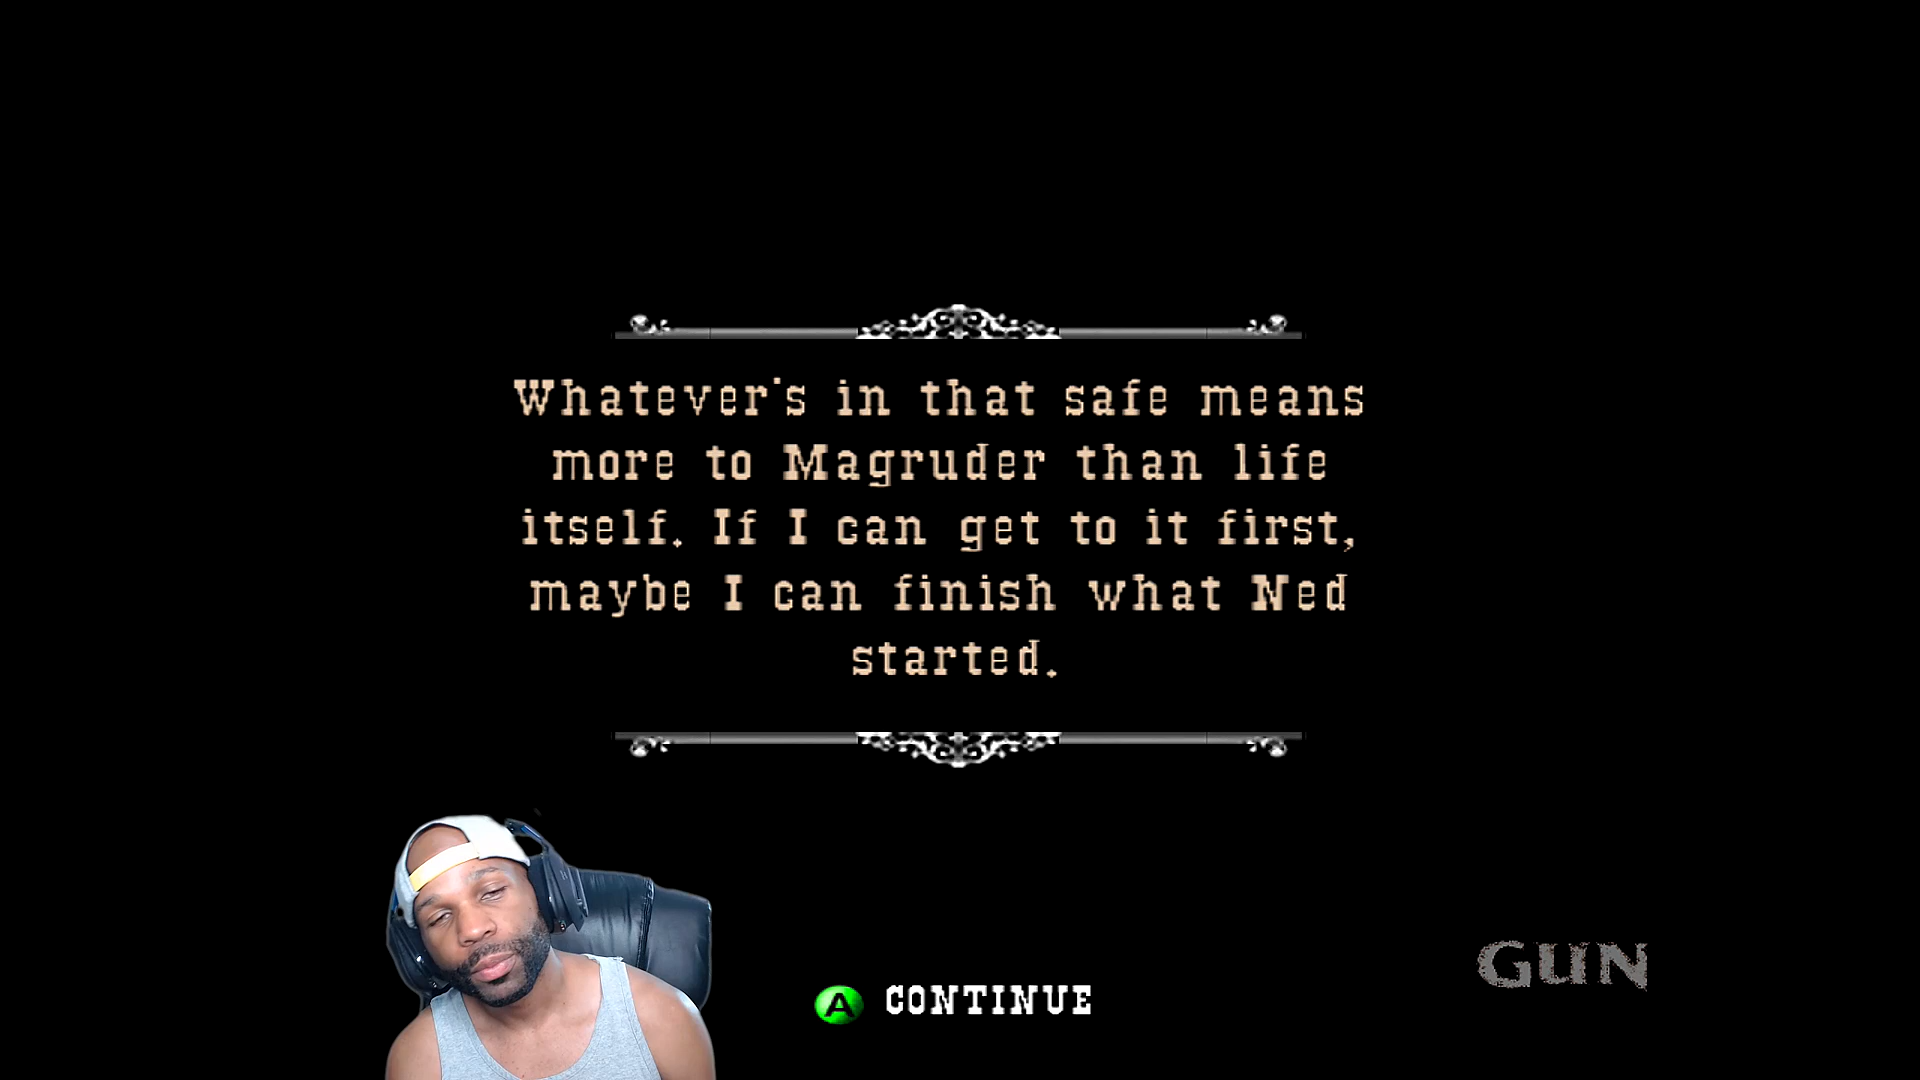 Whatever's in that safe means
more to Magruder than life
itself. If I can get to it first,
maybe I can finish what Ned
started.
A CONTINUE
GUN